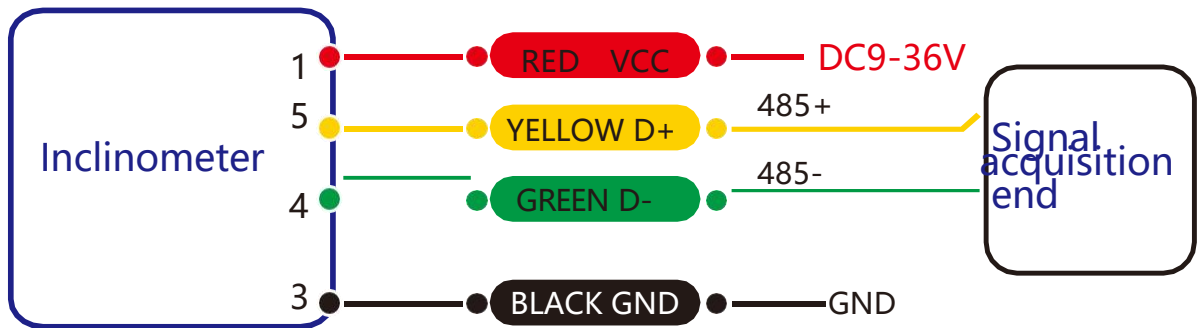 1 RED VCC DC9-36V
5 YELLOW D+ 485+
Inclinometer
Signal
acquisition
end
4 GREEN D- 485-
3 BLACK GND GND